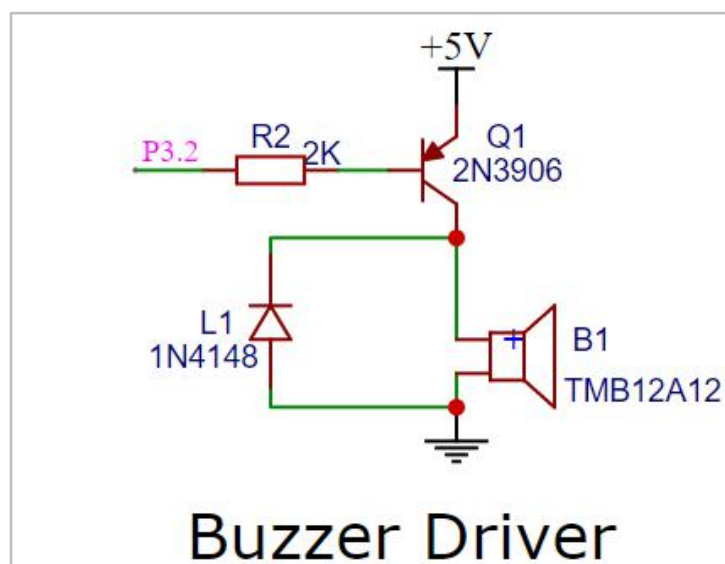 +5V
R2
2K
P3.2
Q1
2N3906
L1
1N4148
+
B1
TMB12A12
Buzzer Driver